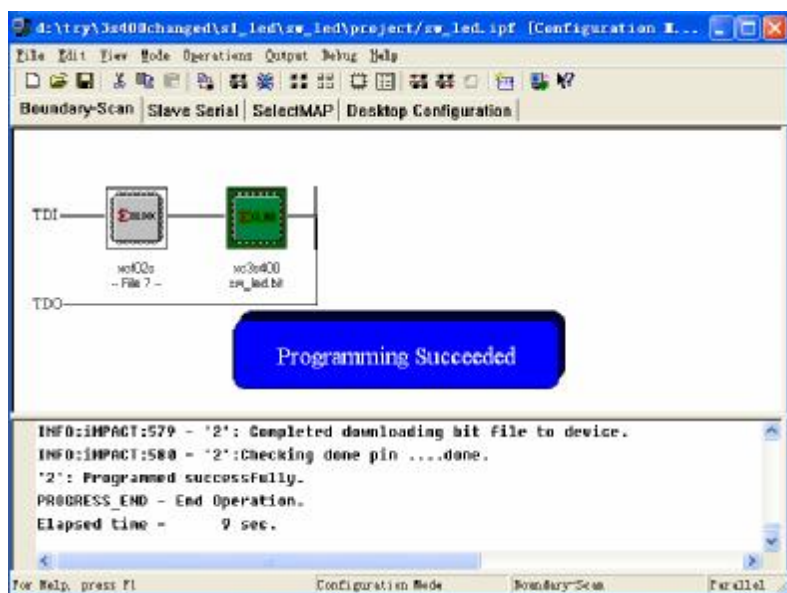 d:\try\3s400changed\s1_led\sw_led\project/sw_led.ipf [Configuration M...
File Edit View Mode Operations Output Debug Help
Boundary-Scan Slave Serial SelectMAP Desktop Configuration
TDI
XILINX XILINX
xcf02s xc3s400
-- File ? -- sw_led.bit
TDO
Programming Succeeded
INFO:iMPACT:579 - '2': Completed downloading bit file to device.
INFO:iMPACT:580 - '2':Checking done pin ....done.
'2': Programmed successfully.
PROGRESS_END - End Operation.
Elapsed time =      9 sec.
For Help, press F1 Configuration Mode Boundary-Scan Parallel